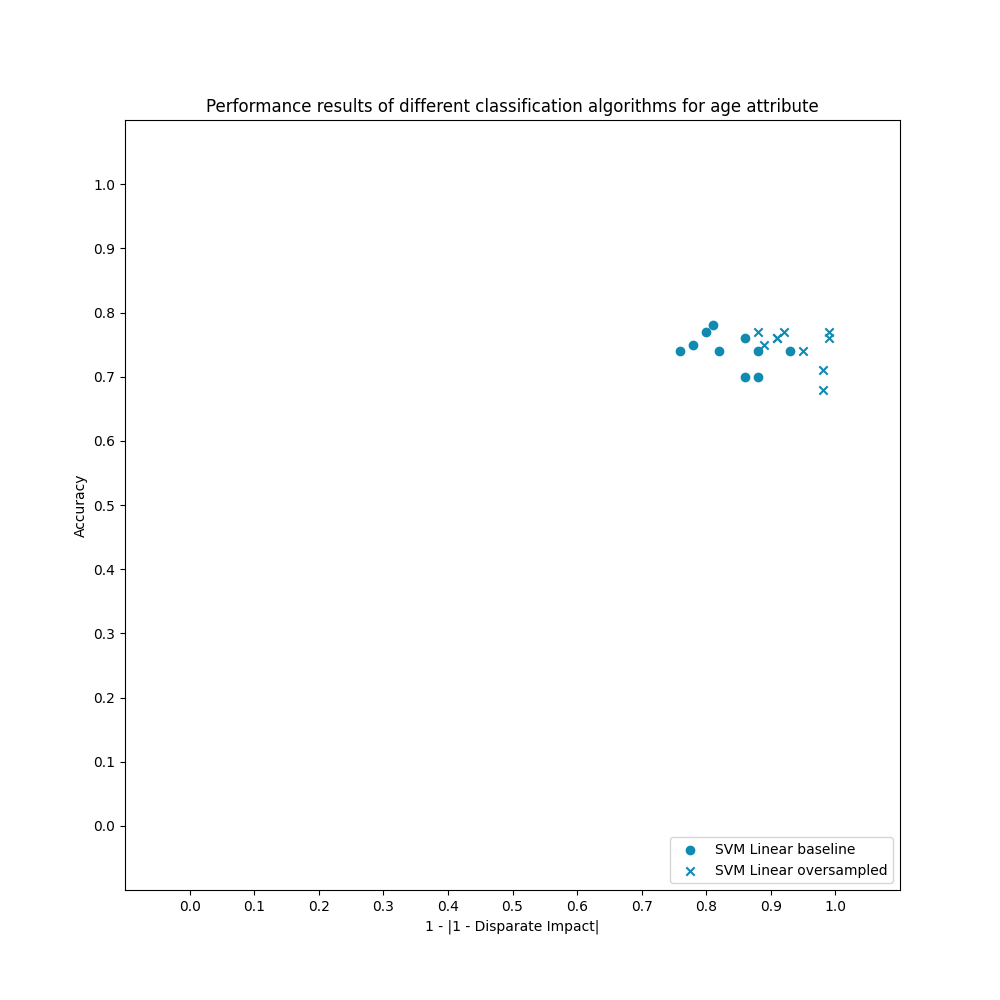 Performance results of different classification algorithms for age attribute
1.0
0.9
0.8
0.7
0.6
0.5
0.4
0.3
0.2
0.1
0.0
Accuracy
SVM Linear baseline
SVM Linear oversampled
0.0 0.1 0.2 0.3 0.4 0.5 0.6 0.7 0.8 0.9 1.0
1 - |1 - Disparate Impact|